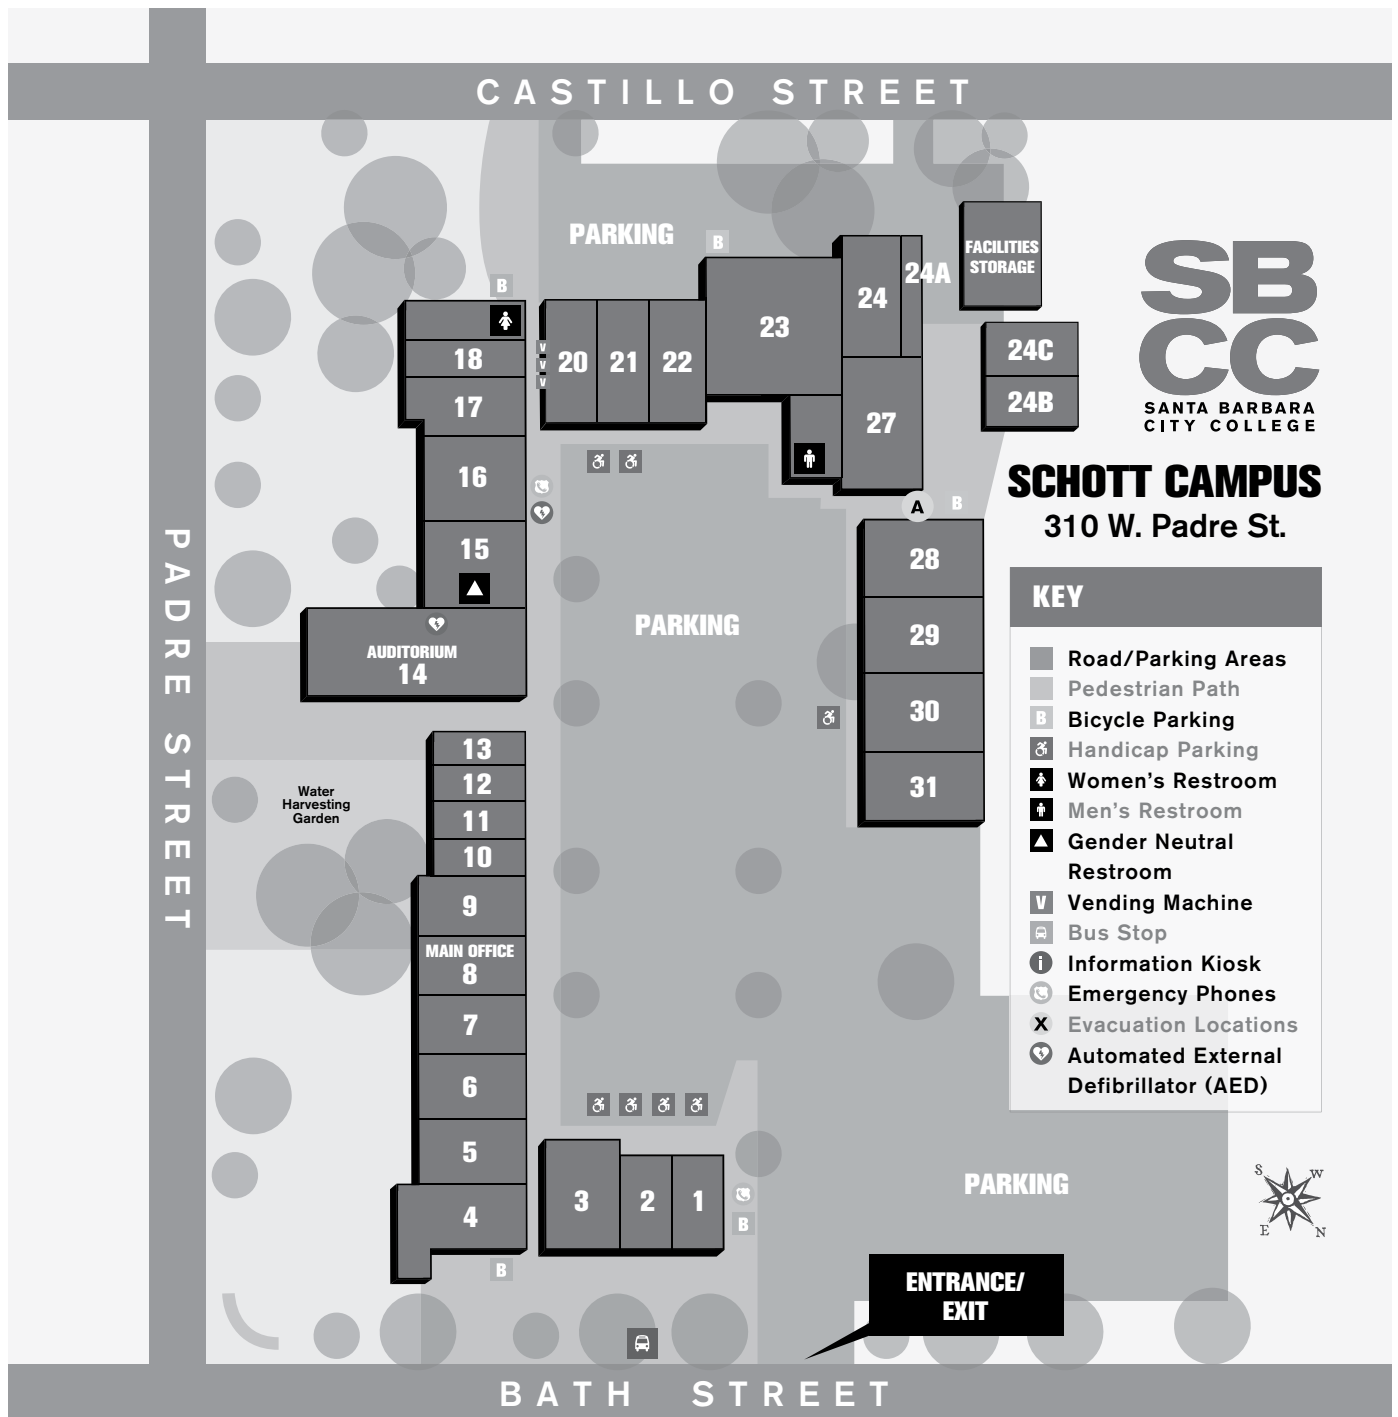 CASTILLO STREET
PADRE STREET
PARKING
B
B
FACILITIES
STORAGE
24A
24
23
18
17
16
15
V
V
V
20
21
22
27
24C
24B
SBCC
SANTA BARBARA
CITY COLLEGE
SCHOTT CAMPUS
310 W. Padre St.
A
B
28
29
30
31
PARKING
AUDITORIUM
14
13
12
11
10
9
MAIN OFFICE
8
7
6
5
4
Water
Harvesting
Garden
3
2
1
B
B
KEY
Road/Parking Areas
Pedestrian Path
B Bicycle Parking
Handicap Parking
Women's Restroom
Men's Restroom
Gender Neutral
Restroom
V Vending Machine
Bus Stop
i Information Kiosk
Emergency Phones
X Evacuation Locations
Automated External
Defibrillator (AED)
PARKING
S W
E N
ENTRANCE/
EXIT
BATH STREET